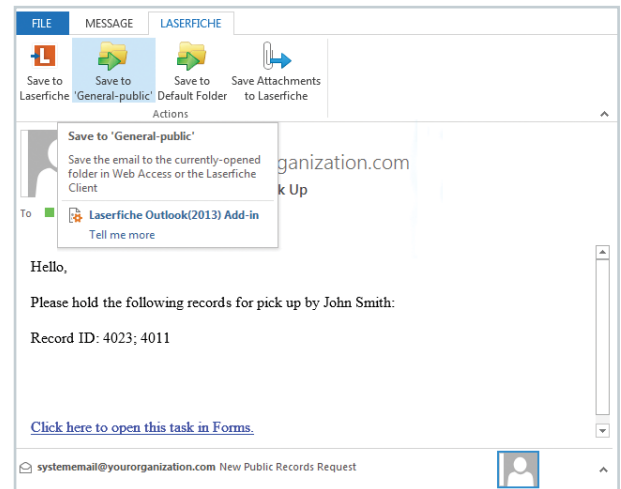 FILE MESSAGE LASERFICHE
Save to Laserfiche
Save to 'General-public'
Save to Default Folder
Save Attachments to Laserfiche
Actions
Save to 'General-public'
Save the email to the currently-opened
folder in Web Access or the Laserfiche
Client
Laserfiche Outlook(2013) Add-in
Tell me more
ganization.com
k Up
To
Hello,
Please hold the following records for pick up by John Smith:
Record ID: 4023; 4011
Click here to open this task in Forms.
systememail@yourorganization.com New Public Records Request